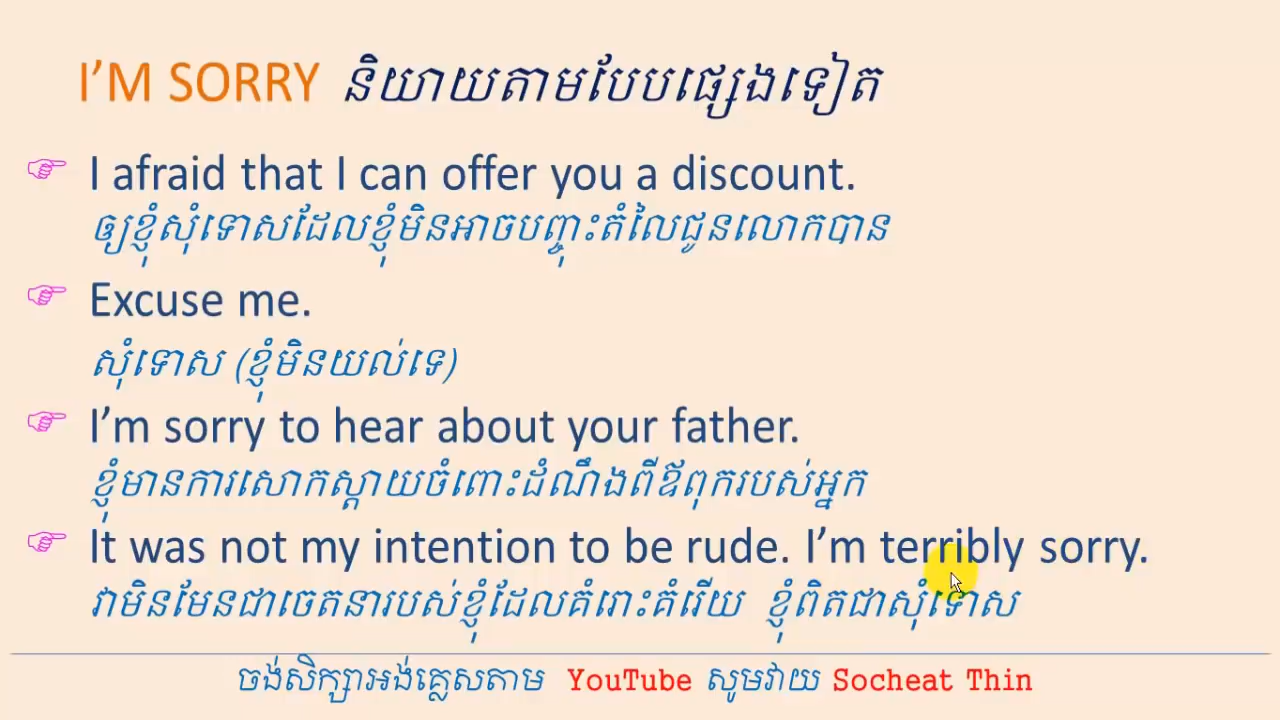 I’M SORRY និយាយតាមបែបផ្សេងទៀត
I afraid that I can offer you a discount.
ឲ្យខ្ញុំសុំទោសដែលខ្ញុំមិនអាចបញ្ចុះតំលៃជូនលោកបាន
Excuse me.
សុំទោស (ខ្ញុំមិនយល់ទេ)
I’m sorry to hear about your father.
ខ្ញុំមានការសោកស្តាយចំពោះដំណឹងពីឪពុករបស់អ្នក
It was not my intention to be rude. I’m terribly sorry.
វាមិនមែនជាចេតនារបស់ខ្ញុំដែលគំរោះគំរើយ ខ្ញុំពិតជាសុំទោស
ចង់សិក្សាអង់គ្លេសតាម YouTube សូមវាយ Socheat Thin